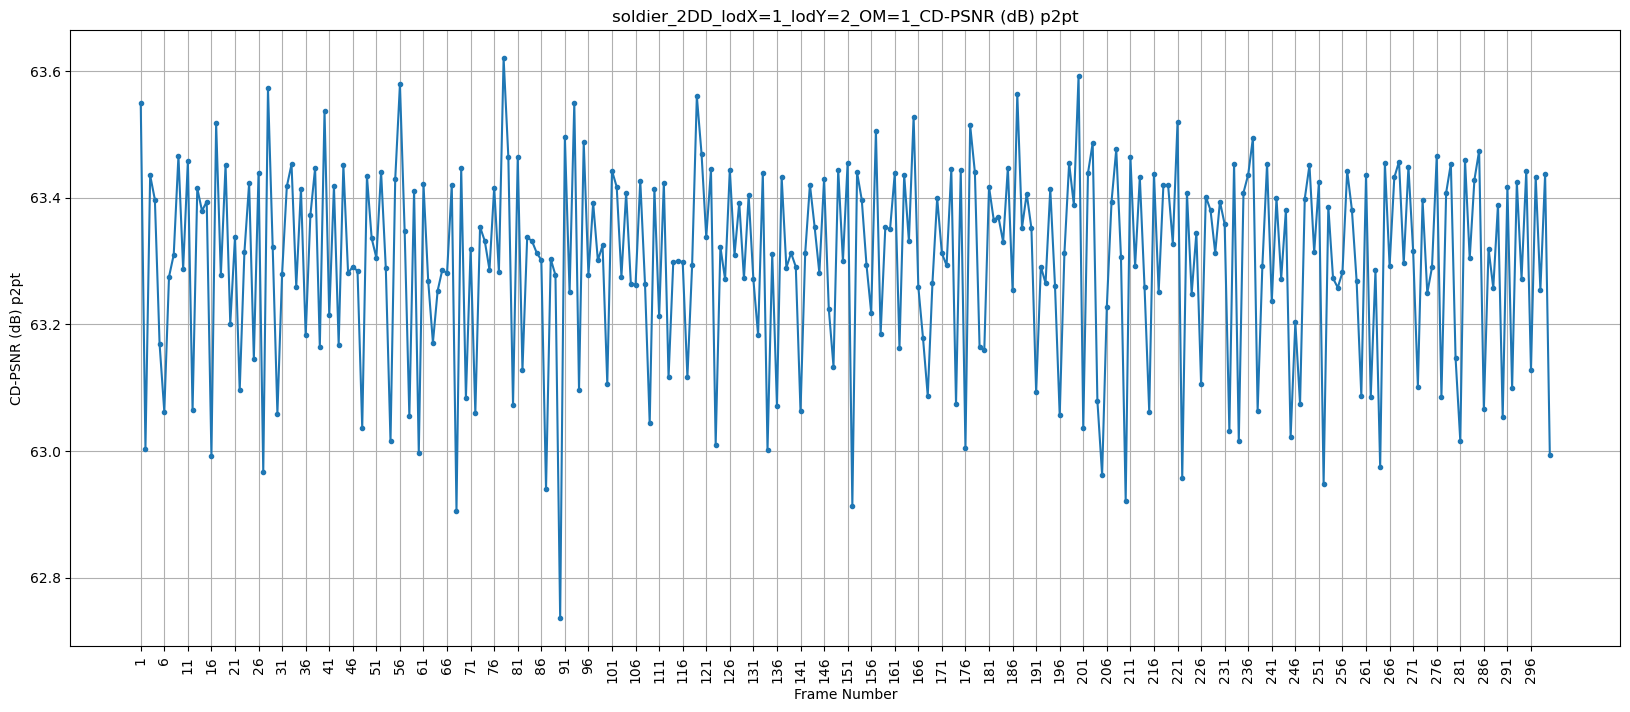 soldier_2DD_lodX=1_lodY=2_OM=1_CD-PSNR (dB) p2pt
63.6
63.4
63.2
63.0
62.8
CD-PSNR (dB) p2pt
1 6 11 16 21 26 31 36 41 46 51 56 61 66 71 76 81 86 91 96 101 106 111 116 121 126 131 136 141 146 151 156 161 166 171 176 181 186 191 196 201 206 211 216 221 226 231 236 241 246 251 256 261 266 271 276 281 286 291 296
Frame Number